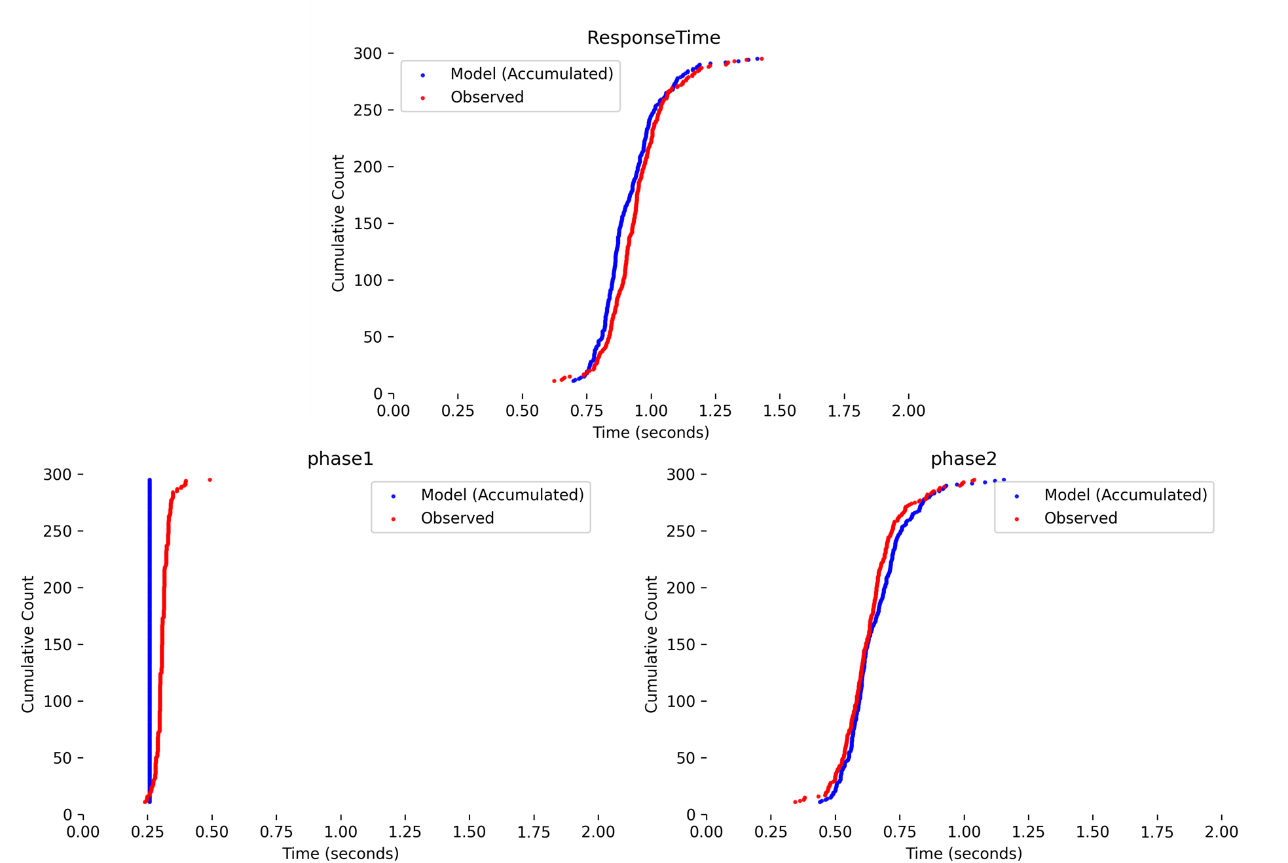 ResponseTime
300
250
200
150
100
50
0
Cumulative Count
Model (Accumulated)
Observed
0.00 0.25 0.50 0.75 1.00 1.25 1.50 1.75 2.00
Time (seconds)
phase1
300
250
200
150
100
50
0
Cumulative Count
Model (Accumulated)
Observed
0.00 0.25 0.50 0.75 1.00 1.25 1.50 1.75 2.00
Time (seconds)
phase2
300
250
200
150
100
50
0
Cumulative Count
Model (Accumulated)
Observed
0.00 0.25 0.50 0.75 1.00 1.25 1.50 1.75 2.00
Time (seconds)